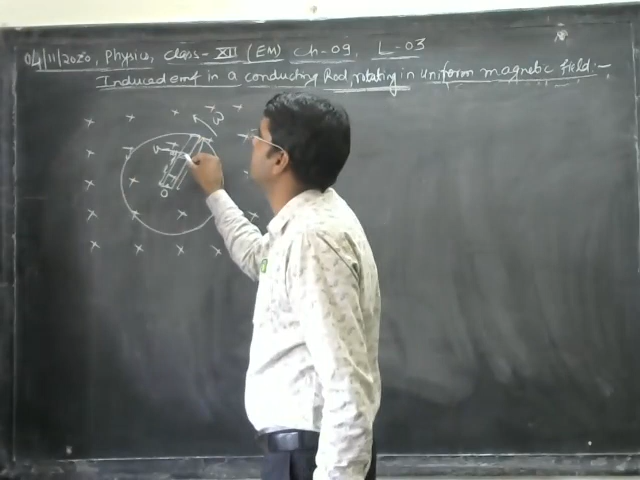 04/11/2020, Physics, Class-XII (EM) Ch-09, L-03
Induced emf in a conducting Rod rotating in uniform magnetic field:-
ω
v
O